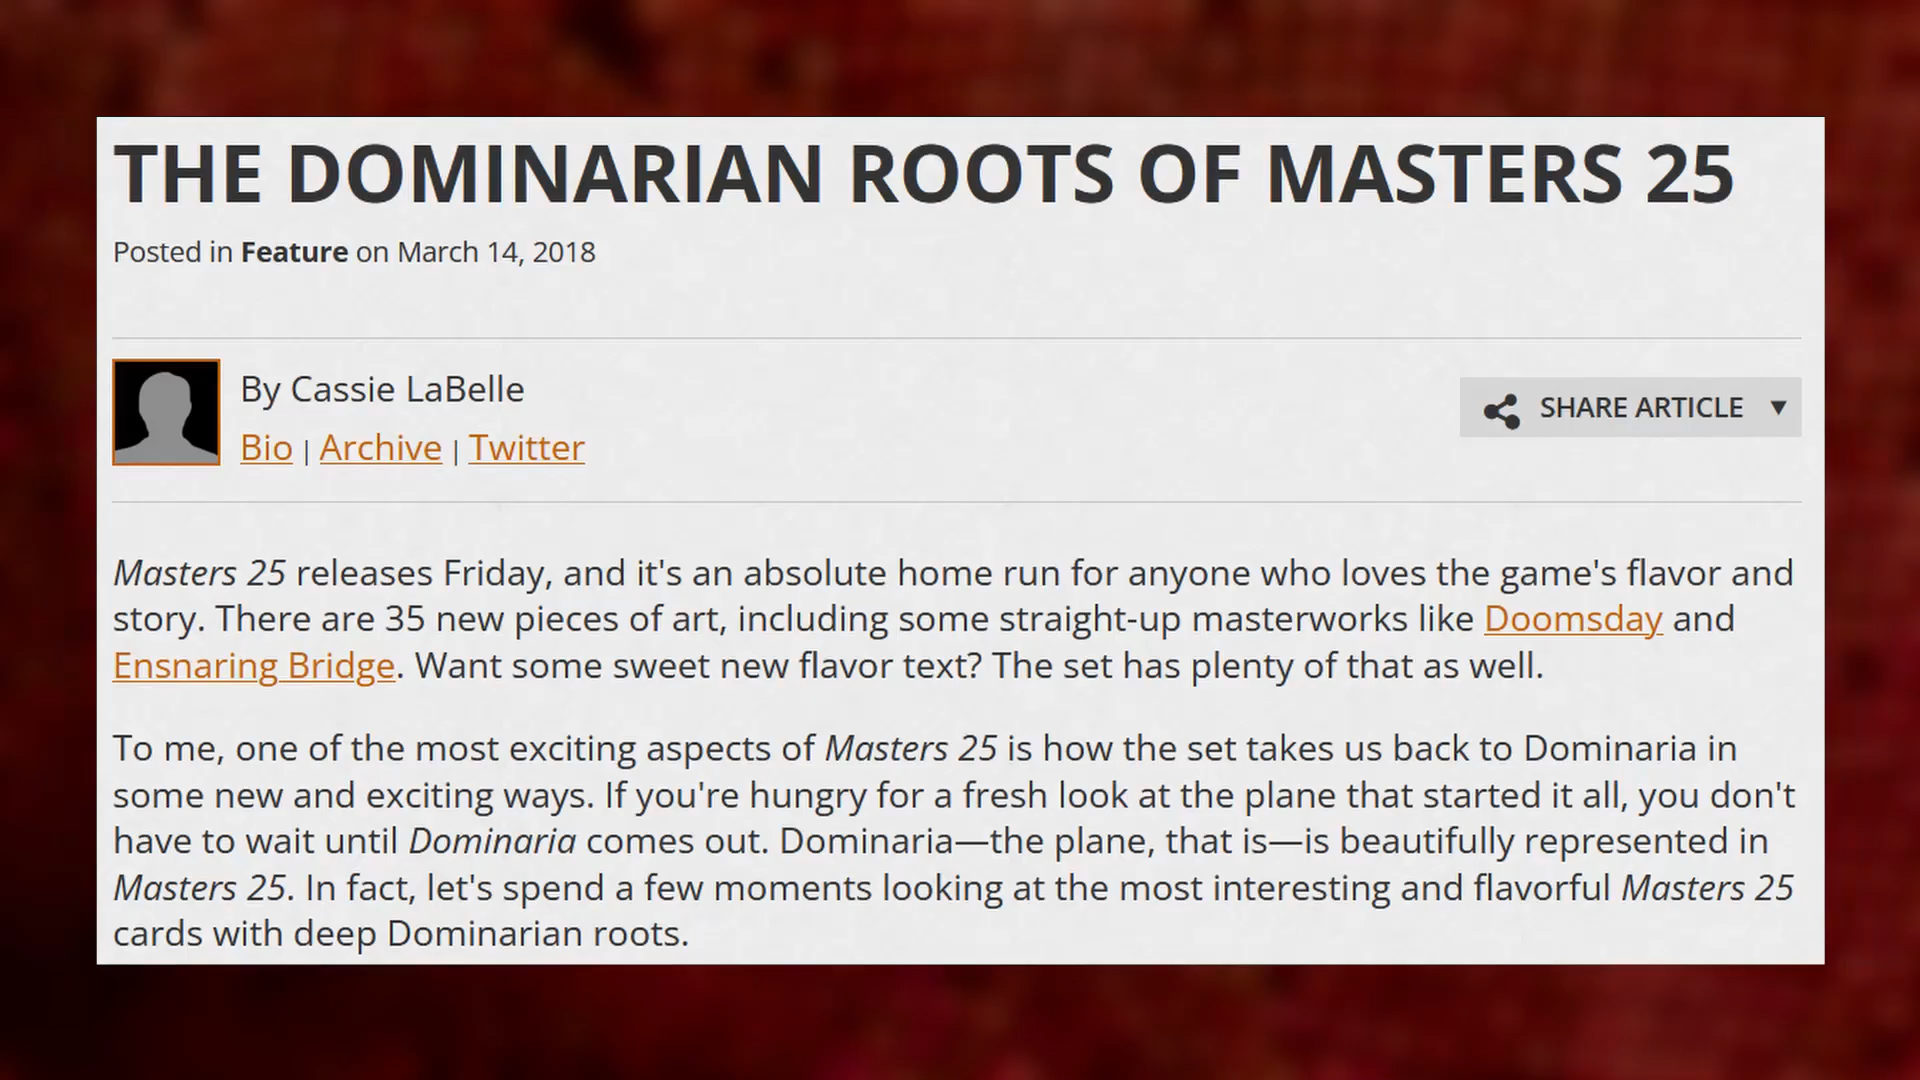 THE DOMINARIAN ROOTS OF MASTERS 25
Posted in Feature on March 14, 2018
By Cassie LaBelle
Bio | Archive | Twitter
SHARE ARTICLE ▼
Masters 25 releases Friday, and it's an absolute home run for anyone who loves the game's flavor and
story. There are 35 new pieces of art, including some straight-up masterworks like Doomsday and
Ensnaring Bridge. Want some sweet new flavor text? The set has plenty of that as well.
To me, one of the most exciting aspects of Masters 25 is how the set takes us back to Dominaria in
some new and exciting ways. If you're hungry for a fresh look at the plane that started it all, you don't
have to wait until Dominaria comes out. Dominaria—the plane, that is—is beautifully represented in
Masters 25. In fact, let's spend a few moments looking at the most interesting and flavorful Masters 25
cards with deep Dominarian roots.